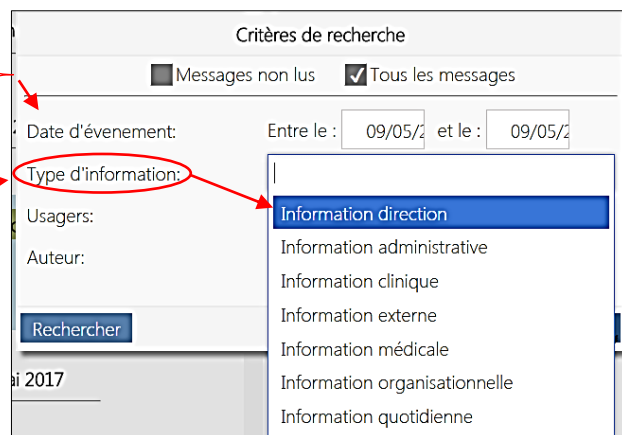 Critères de recherche
Messages non lus Tous les messages
Date d'évenement: Entre le : 09/05/2 et le : 09/05/2
Type d'information:
Information direction
Usagers:
Information administrative
Auteur:
Information clinique
Information externe
Rechercher
Information médicale
ai 2017
Information organisationnelle
Information quotidienne